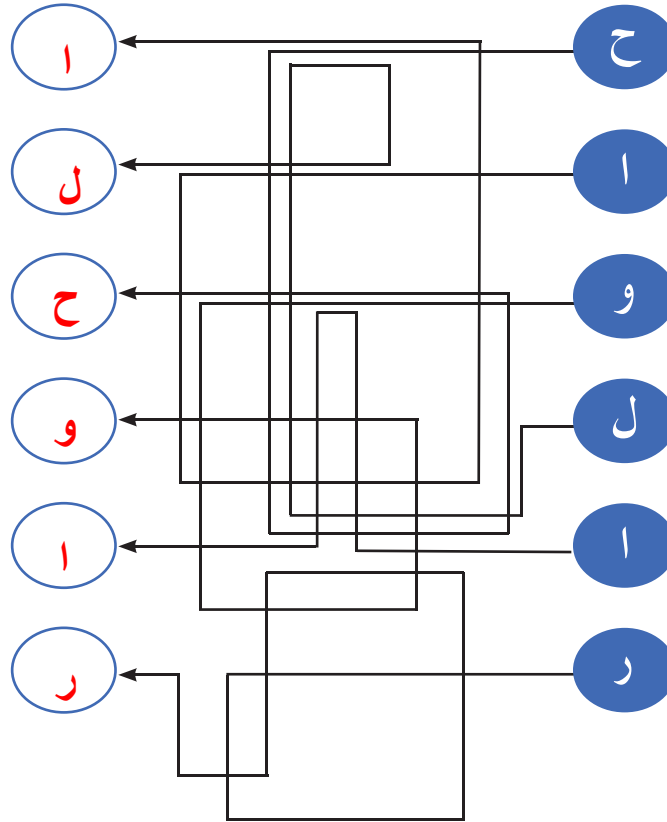 ح ا
ا ل
و ح
ل و
ا ا
ر ر